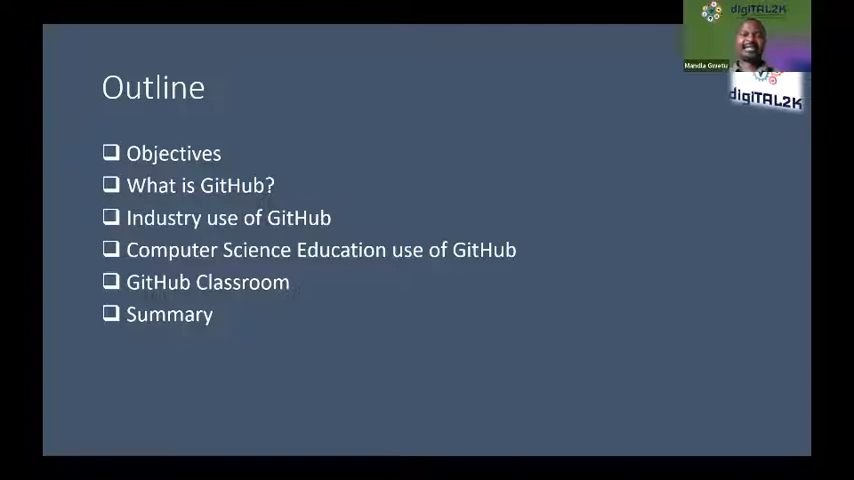 digiTAL2K
Mandla Gwetu
digiTAL2K
Outline
Objectives
What is GitHub?
Industry use of GitHub
Computer Science Education use of GitHub
GitHub Classroom
Summary